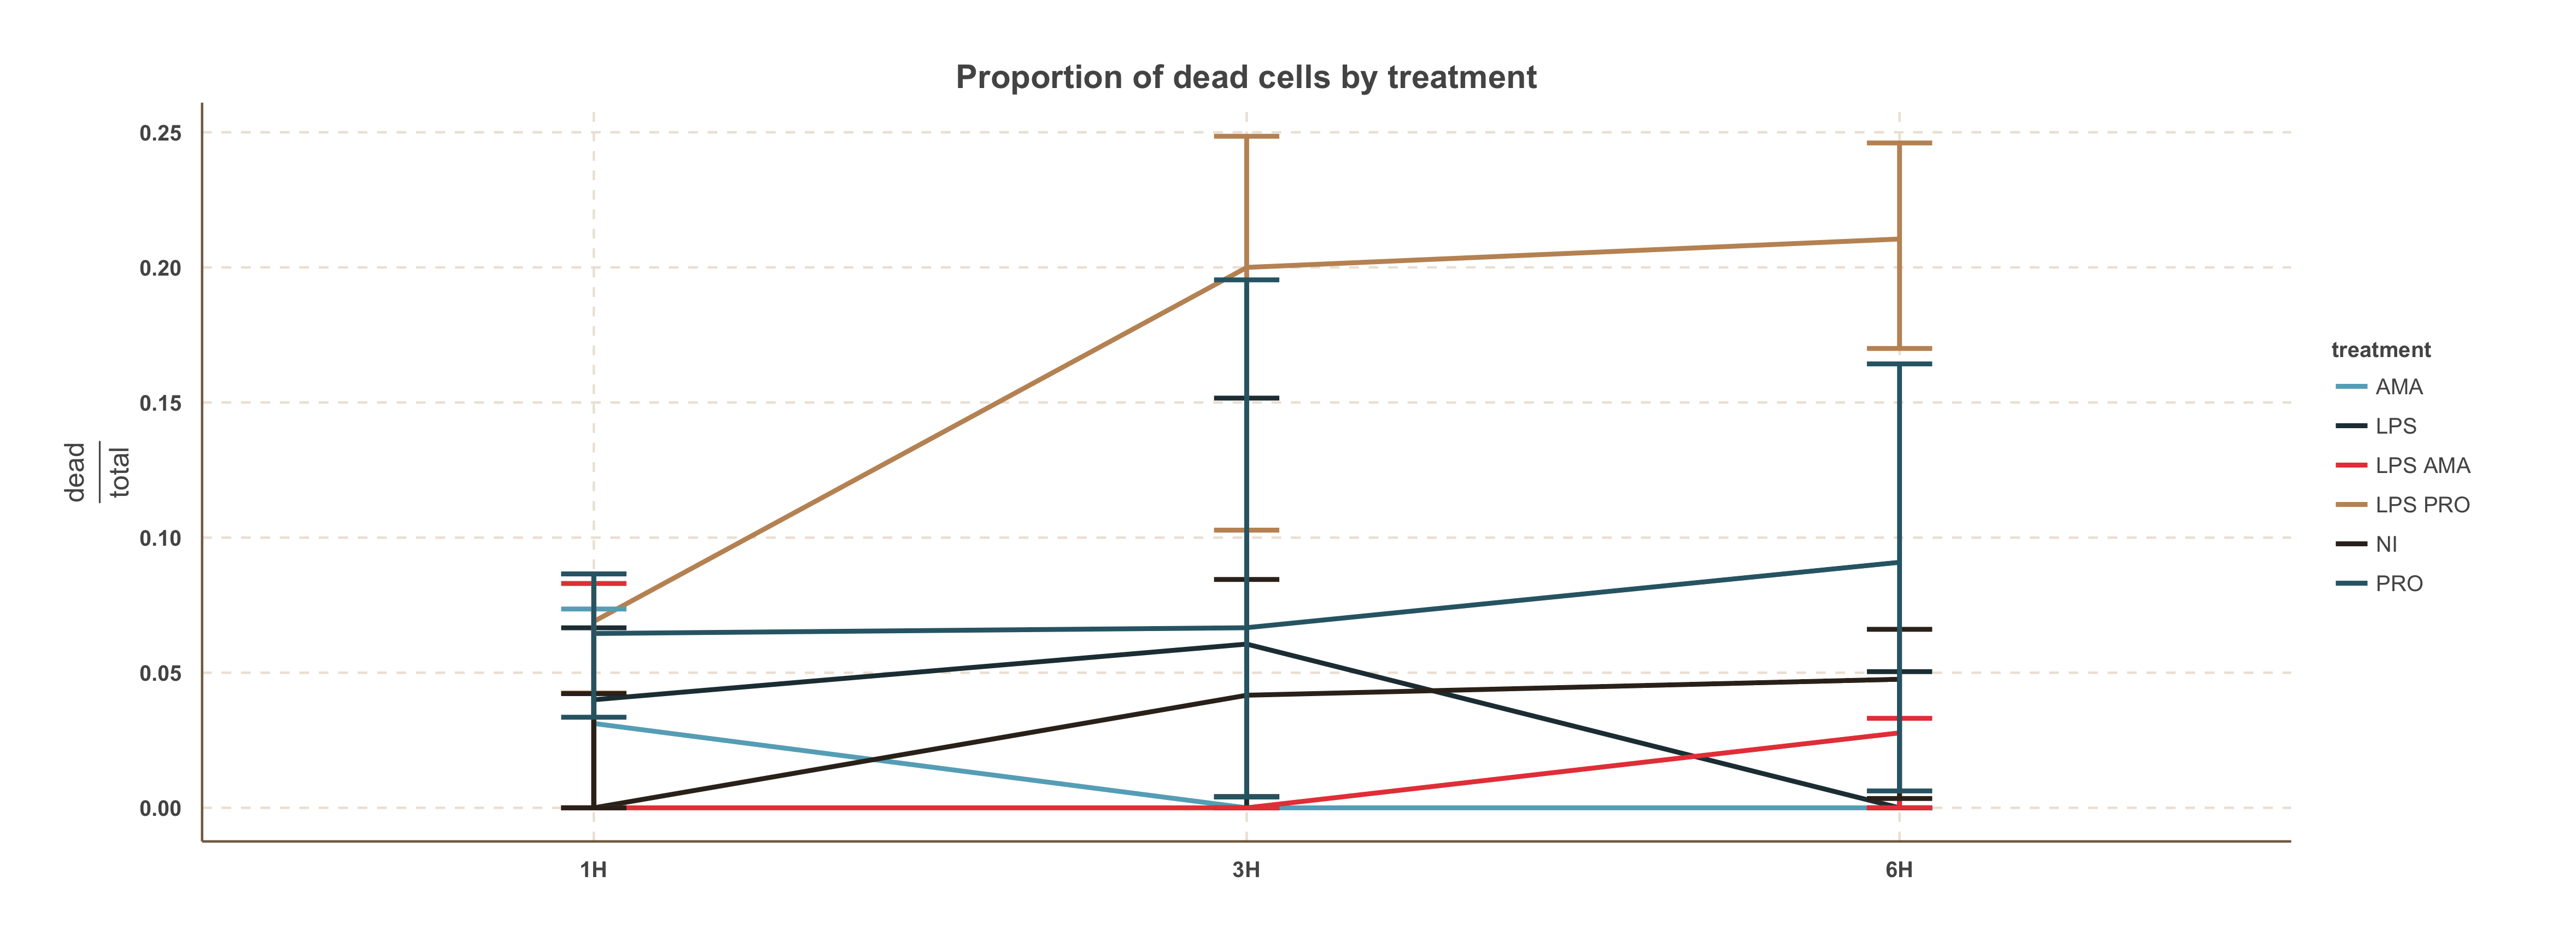 Proportion of dead cells by treatment
0.25
0.20
0.15
0.10
0.05
0.00
dead
total
1H 3H 6H
treatment
AMA
LPS
LPS AMA
LPS PRO
NI
PRO